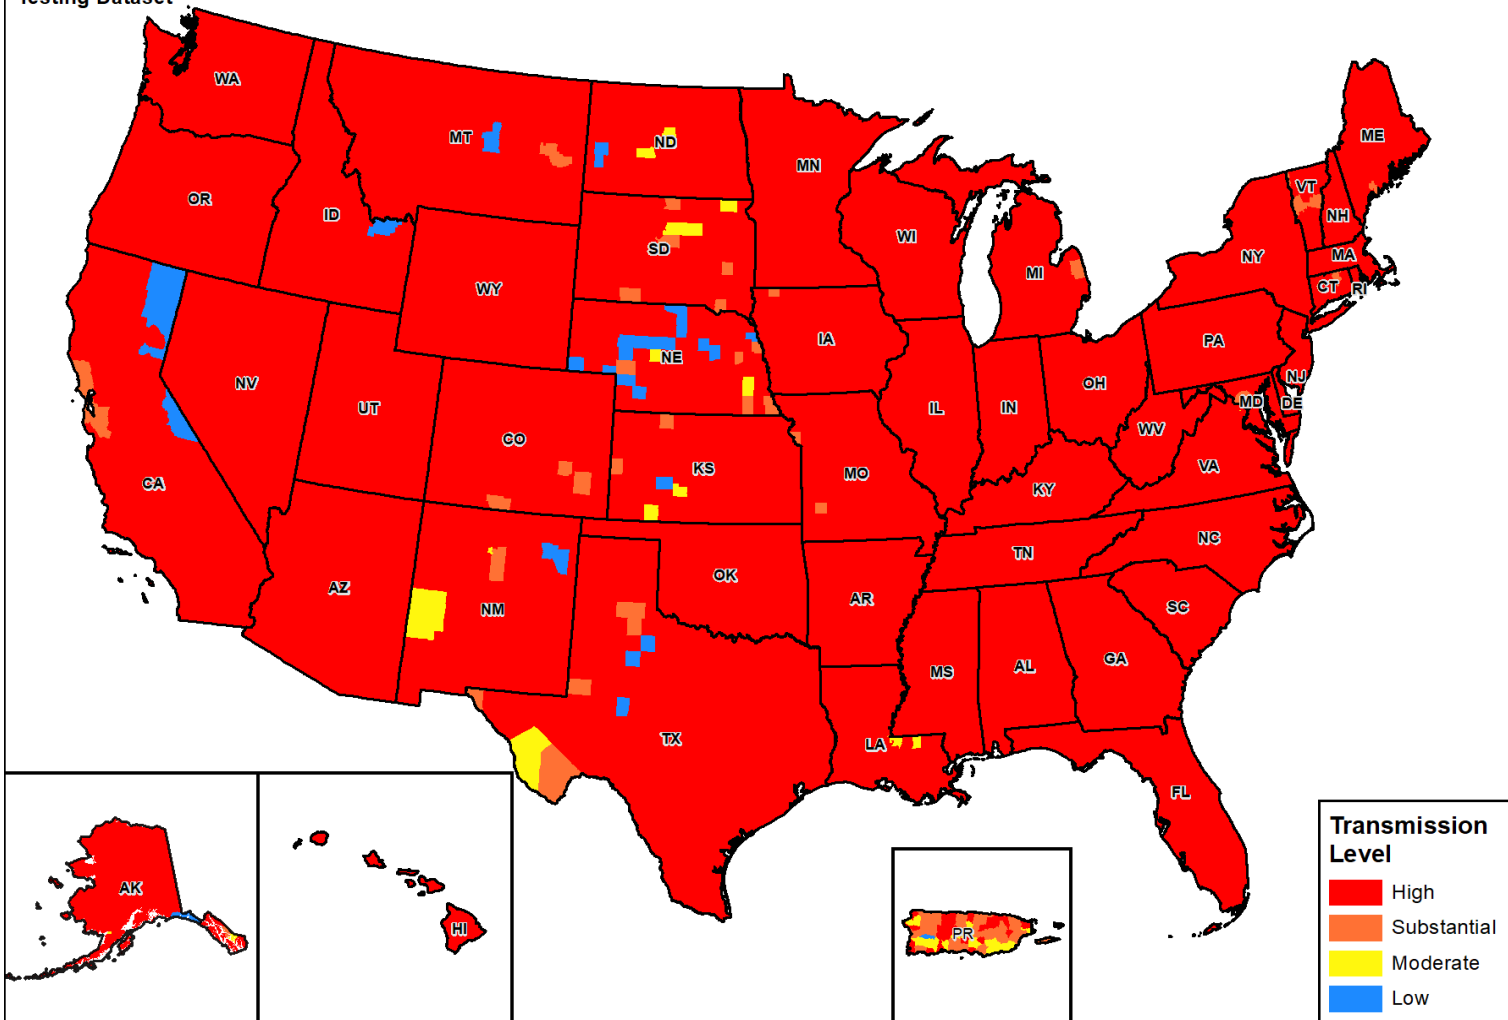 Testing Dataset
WA
MT
ND
MN
ME
OR
ID
SD
WI
MI
VT
NH
NY
MA
CT
RI
WY
NE
IA
PA
NV
UT
CO
KS
MO
IL
IN
OH
NJ
MD
DE
WV
VA
KY
CA
AZ
NM
OK
AR
TN
NC
SC
MS
AL
GA
TX
LA
FL
AK
HI
PR
Transmission
Level
High
Substantial
Moderate
Low